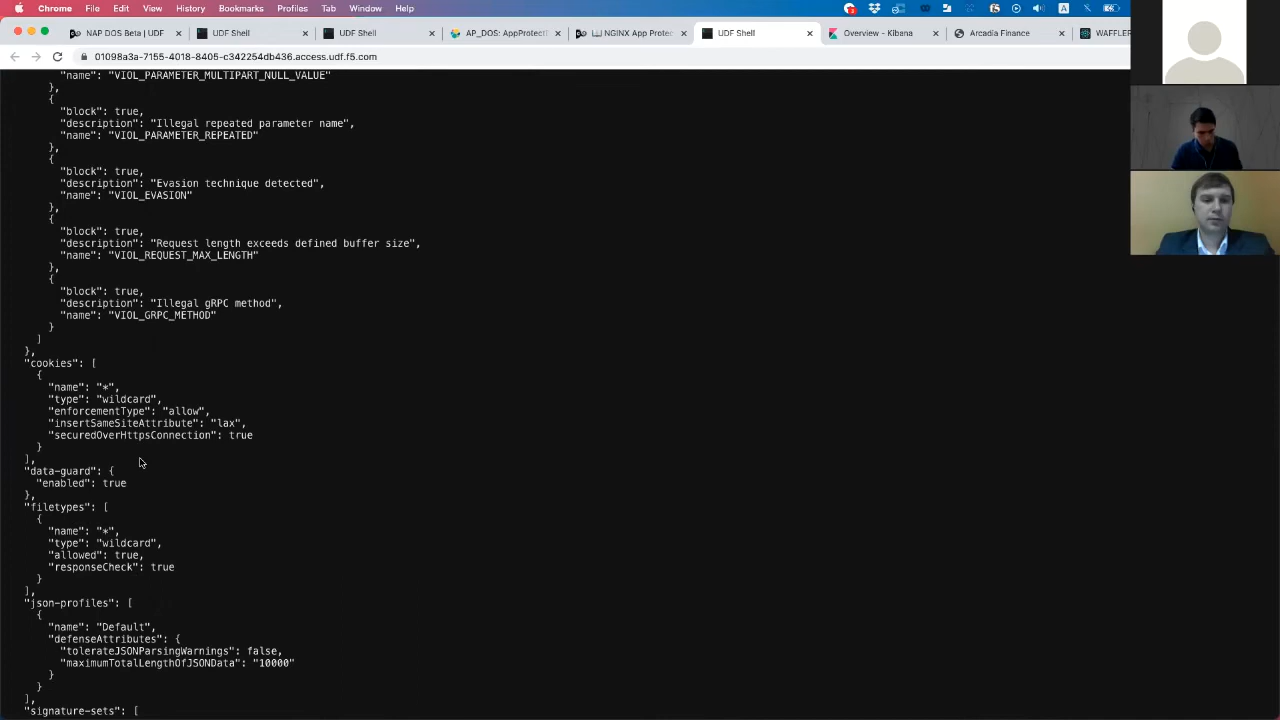 Chrome File Edit View History Bookmarks Profiles Tab Window Help
NAP DOS Beta | UDF
UDF Shell
UDF Shell
AP_DOS: AppProtect
NGINX App Protec
UDF Shell
Overview - Kibana
Arcadia Finance
WAFFLER
01098a3a-7155-4018-8405-c342254db436.access.udf.f5.com
"name": "VIOL_PARAMETER_MULTIPART_NULL_VALUE"
},
{
"block": true,
"description": "Illegal repeated parameter name",
"name": "VIOL_PARAMETER_REPEATED"
},
{
"block": true,
"description": "Evasion technique detected",
"name": "VIOL_EVASION"
},
{
"block": true,
"description": "Request length exceeds defined buffer size",
"name": "VIOL_REQUEST_MAX_LENGTH"
},
{
"block": true,
"description": "Illegal gRPC method",
"name": "VIOL_GRPC_METHOD"
}
]
},
"cookies": [
{
"name": "*",
"type": "wildcard",
"enforcementType": "allow",
"insertSameSiteAttribute": "lax",
"securedOverHttpsConnection": true
}
],
"data-guard": {
"enabled": true
},
"filetypes": [
{
"name": "*",
"type": "wildcard",
"allowed": true,
"responseCheck": true
}
],
"json-profiles": [
{
"name": "Default",
"defenseAttributes": {
"tolerateJSONParsingWarnings": false,
"maximumTotalLengthOfJSONData": "10000"
}
}
],
"signature-sets": [